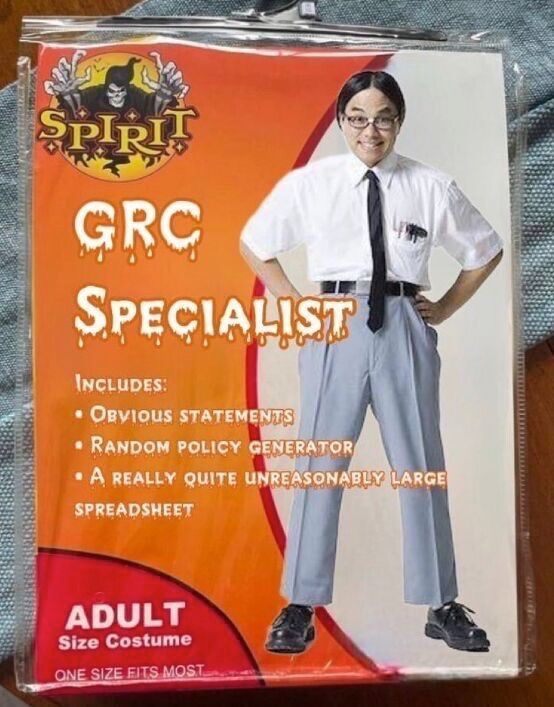 SPIRIT
GRC
SPECIALIST
INCLUDES:
• OBVIOUS STATEMENTS
• RANDOM POLICY GENERATOR
• A REALLY QUITE UNREASONABLY LARGE
SPREADSHEET
ADULT
Size Costume
ONE SIZE FITS MOST